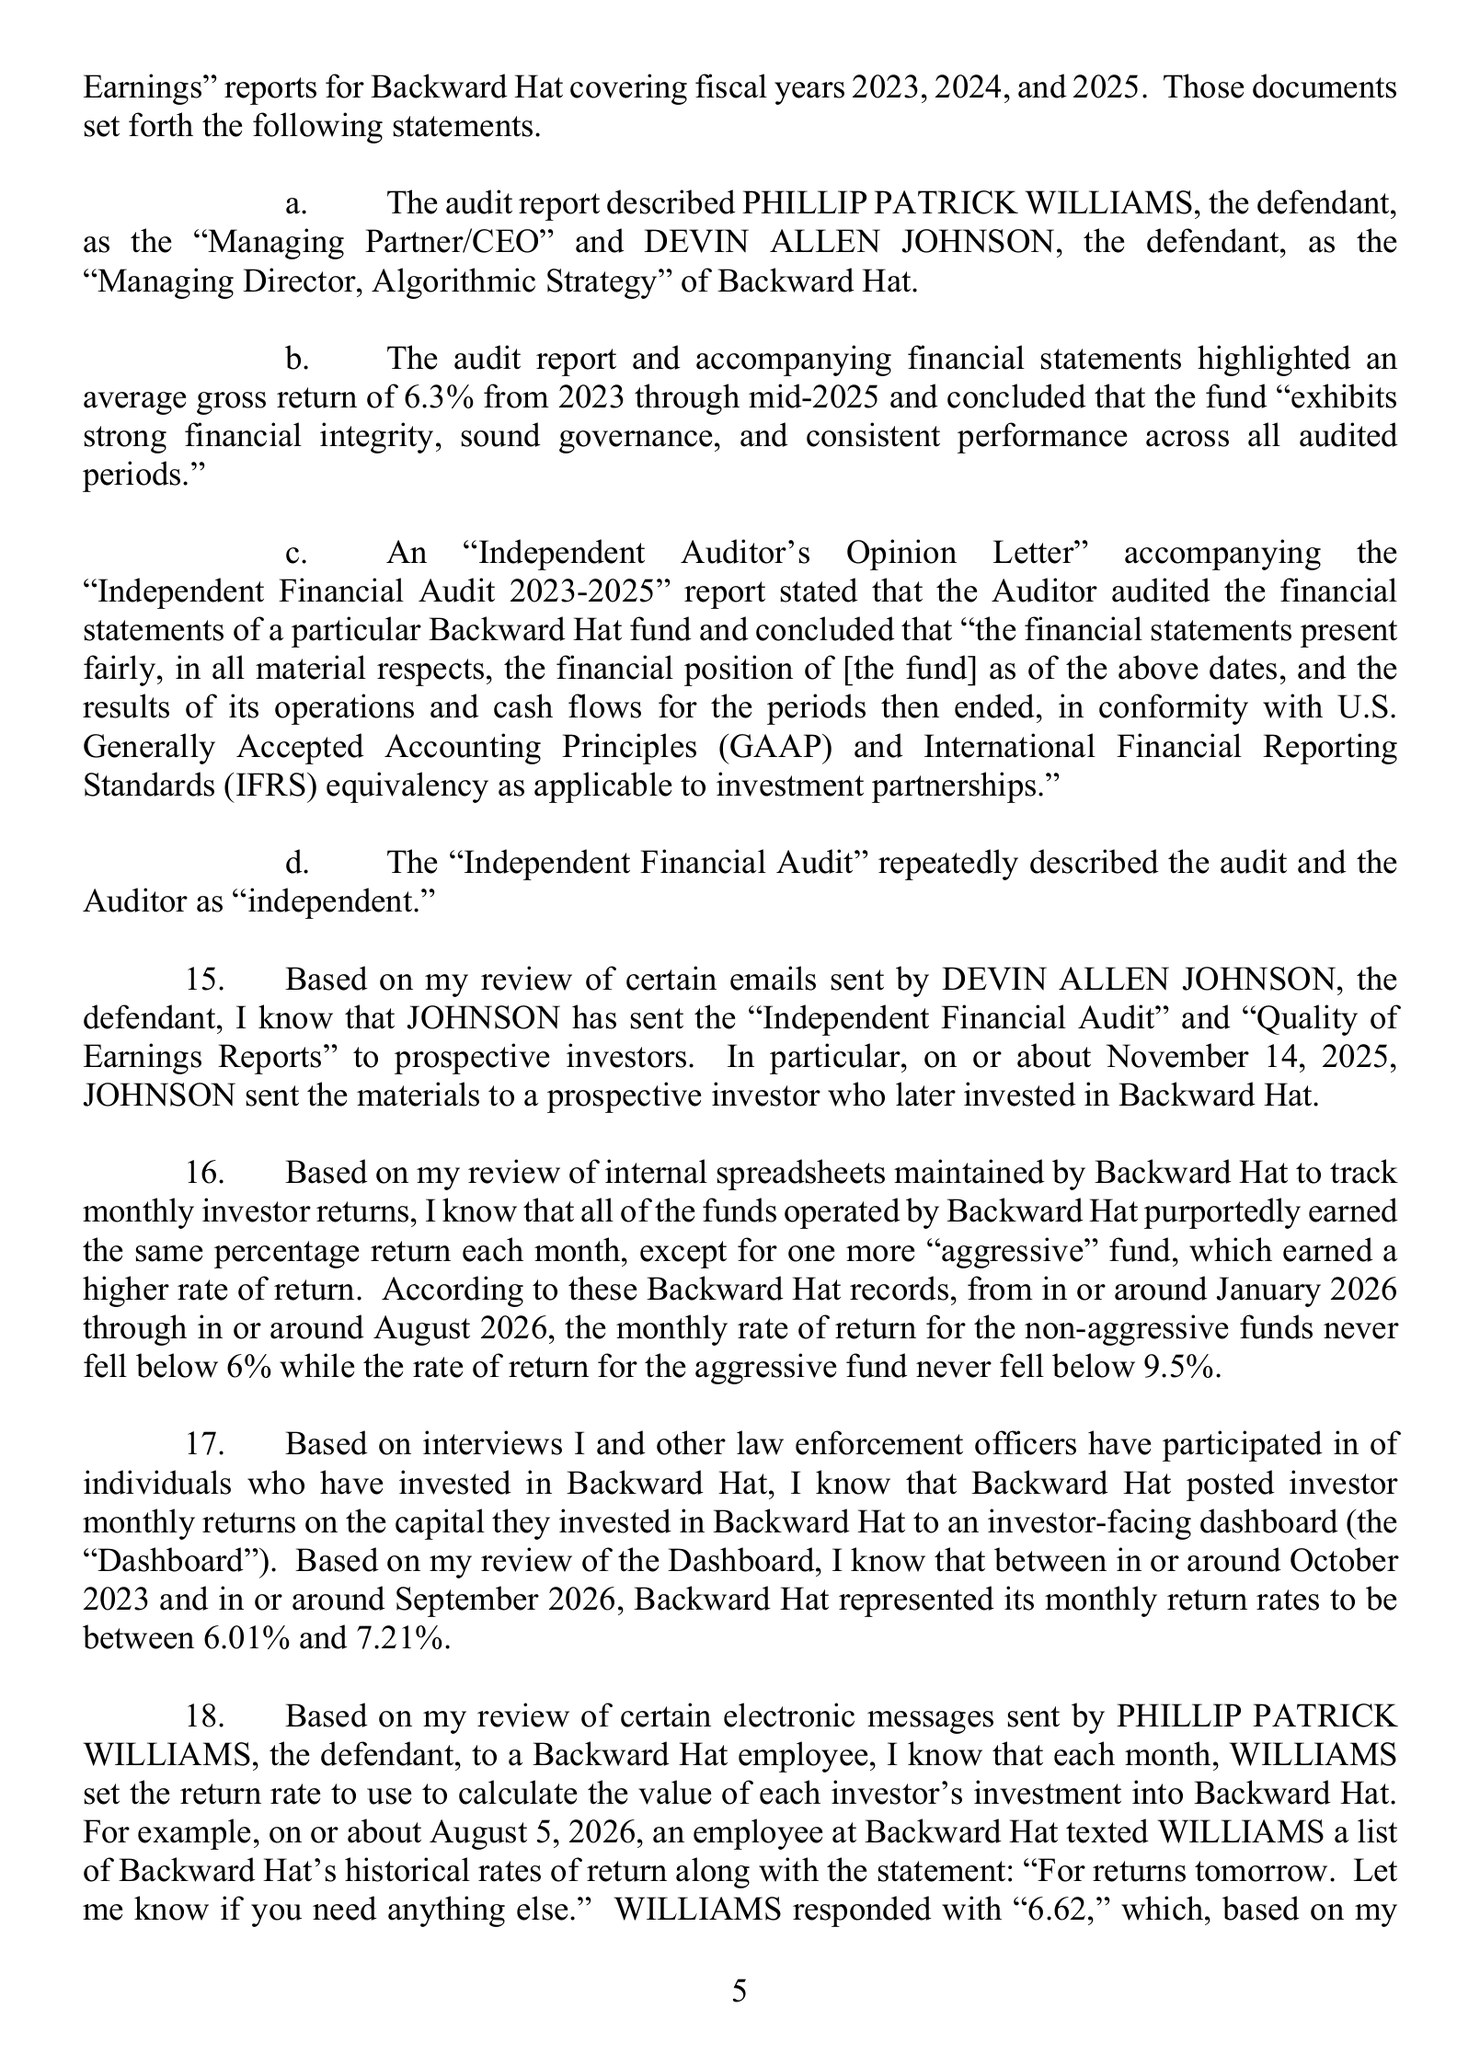 Earnings” reports for Backward Hat covering fiscal years 2023, 2024, and 2025.  Those documents
set forth the following statements.
a. The audit report described PHILLIP PATRICK WILLIAMS, the defendant,
as the “Managing Partner/CEO” and DEVIN ALLEN JOHNSON, the defendant, as the
“Managing Director, Algorithmic Strategy” of Backward Hat.
b. The audit report and accompanying financial statements highlighted an
average gross return of 6.3% from 2023 through mid-2025 and concluded that the fund “exhibits
strong financial integrity, sound governance, and consistent performance across all audited
periods.”
c. An “Independent Auditor’s Opinion Letter” accompanying the
“Independent Financial Audit 2023-2025” report stated that the Auditor audited the financial
statements of a particular Backward Hat fund and concluded that “the financial statements present
fairly, in all material respects, the financial position of [the fund] as of the above dates, and the
results of its operations and cash flows for the periods then ended, in conformity with U.S.
Generally Accepted Accounting Principles (GAAP) and International Financial Reporting
Standards (IFRS) equivalency as applicable to investment partnerships.”
d. The “Independent Financial Audit” repeatedly described the audit and the
Auditor as “independent.”
15. Based on my review of certain emails sent by DEVIN ALLEN JOHNSON, the
defendant, I know that JOHNSON has sent the “Independent Financial Audit” and “Quality of
Earnings Reports” to prospective investors.  In particular, on or about November 14, 2025,
JOHNSON sent the materials to a prospective investor who later invested in Backward Hat.
16. Based on my review of internal spreadsheets maintained by Backward Hat to track
monthly investor returns, I know that all of the funds operated by Backward Hat purportedly earned
the same percentage return each month, except for one more “aggressive” fund, which earned a
higher rate of return.  According to these Backward Hat records, from in or around January 2026
through in or around August 2026, the monthly rate of return for the non-aggressive funds never
fell below 6% while the rate of return for the aggressive fund never fell below 9.5%.
17. Based on interviews I and other law enforcement officers have participated in of
individuals who have invested in Backward Hat, I know that Backward Hat posted investor
monthly returns on the capital they invested in Backward Hat to an investor-facing dashboard (the
“Dashboard”).  Based on my review of the Dashboard, I know that between in or around October
2023 and in or around September 2026, Backward Hat represented its monthly return rates to be
between 6.01% and 7.21%.
18. Based on my review of certain electronic messages sent by PHILLIP PATRICK
WILLIAMS, the defendant, to a Backward Hat employee, I know that each month, WILLIAMS
set the return rate to use to calculate the value of each investor’s investment into Backward Hat.
For example, on or about August 5, 2026, an employee at Backward Hat texted WILLIAMS a list
of Backward Hat’s historical rates of return along with the statement: “For returns tomorrow.  Let
me know if you need anything else.”  WILLIAMS responded with “6.62,” which, based on my
5